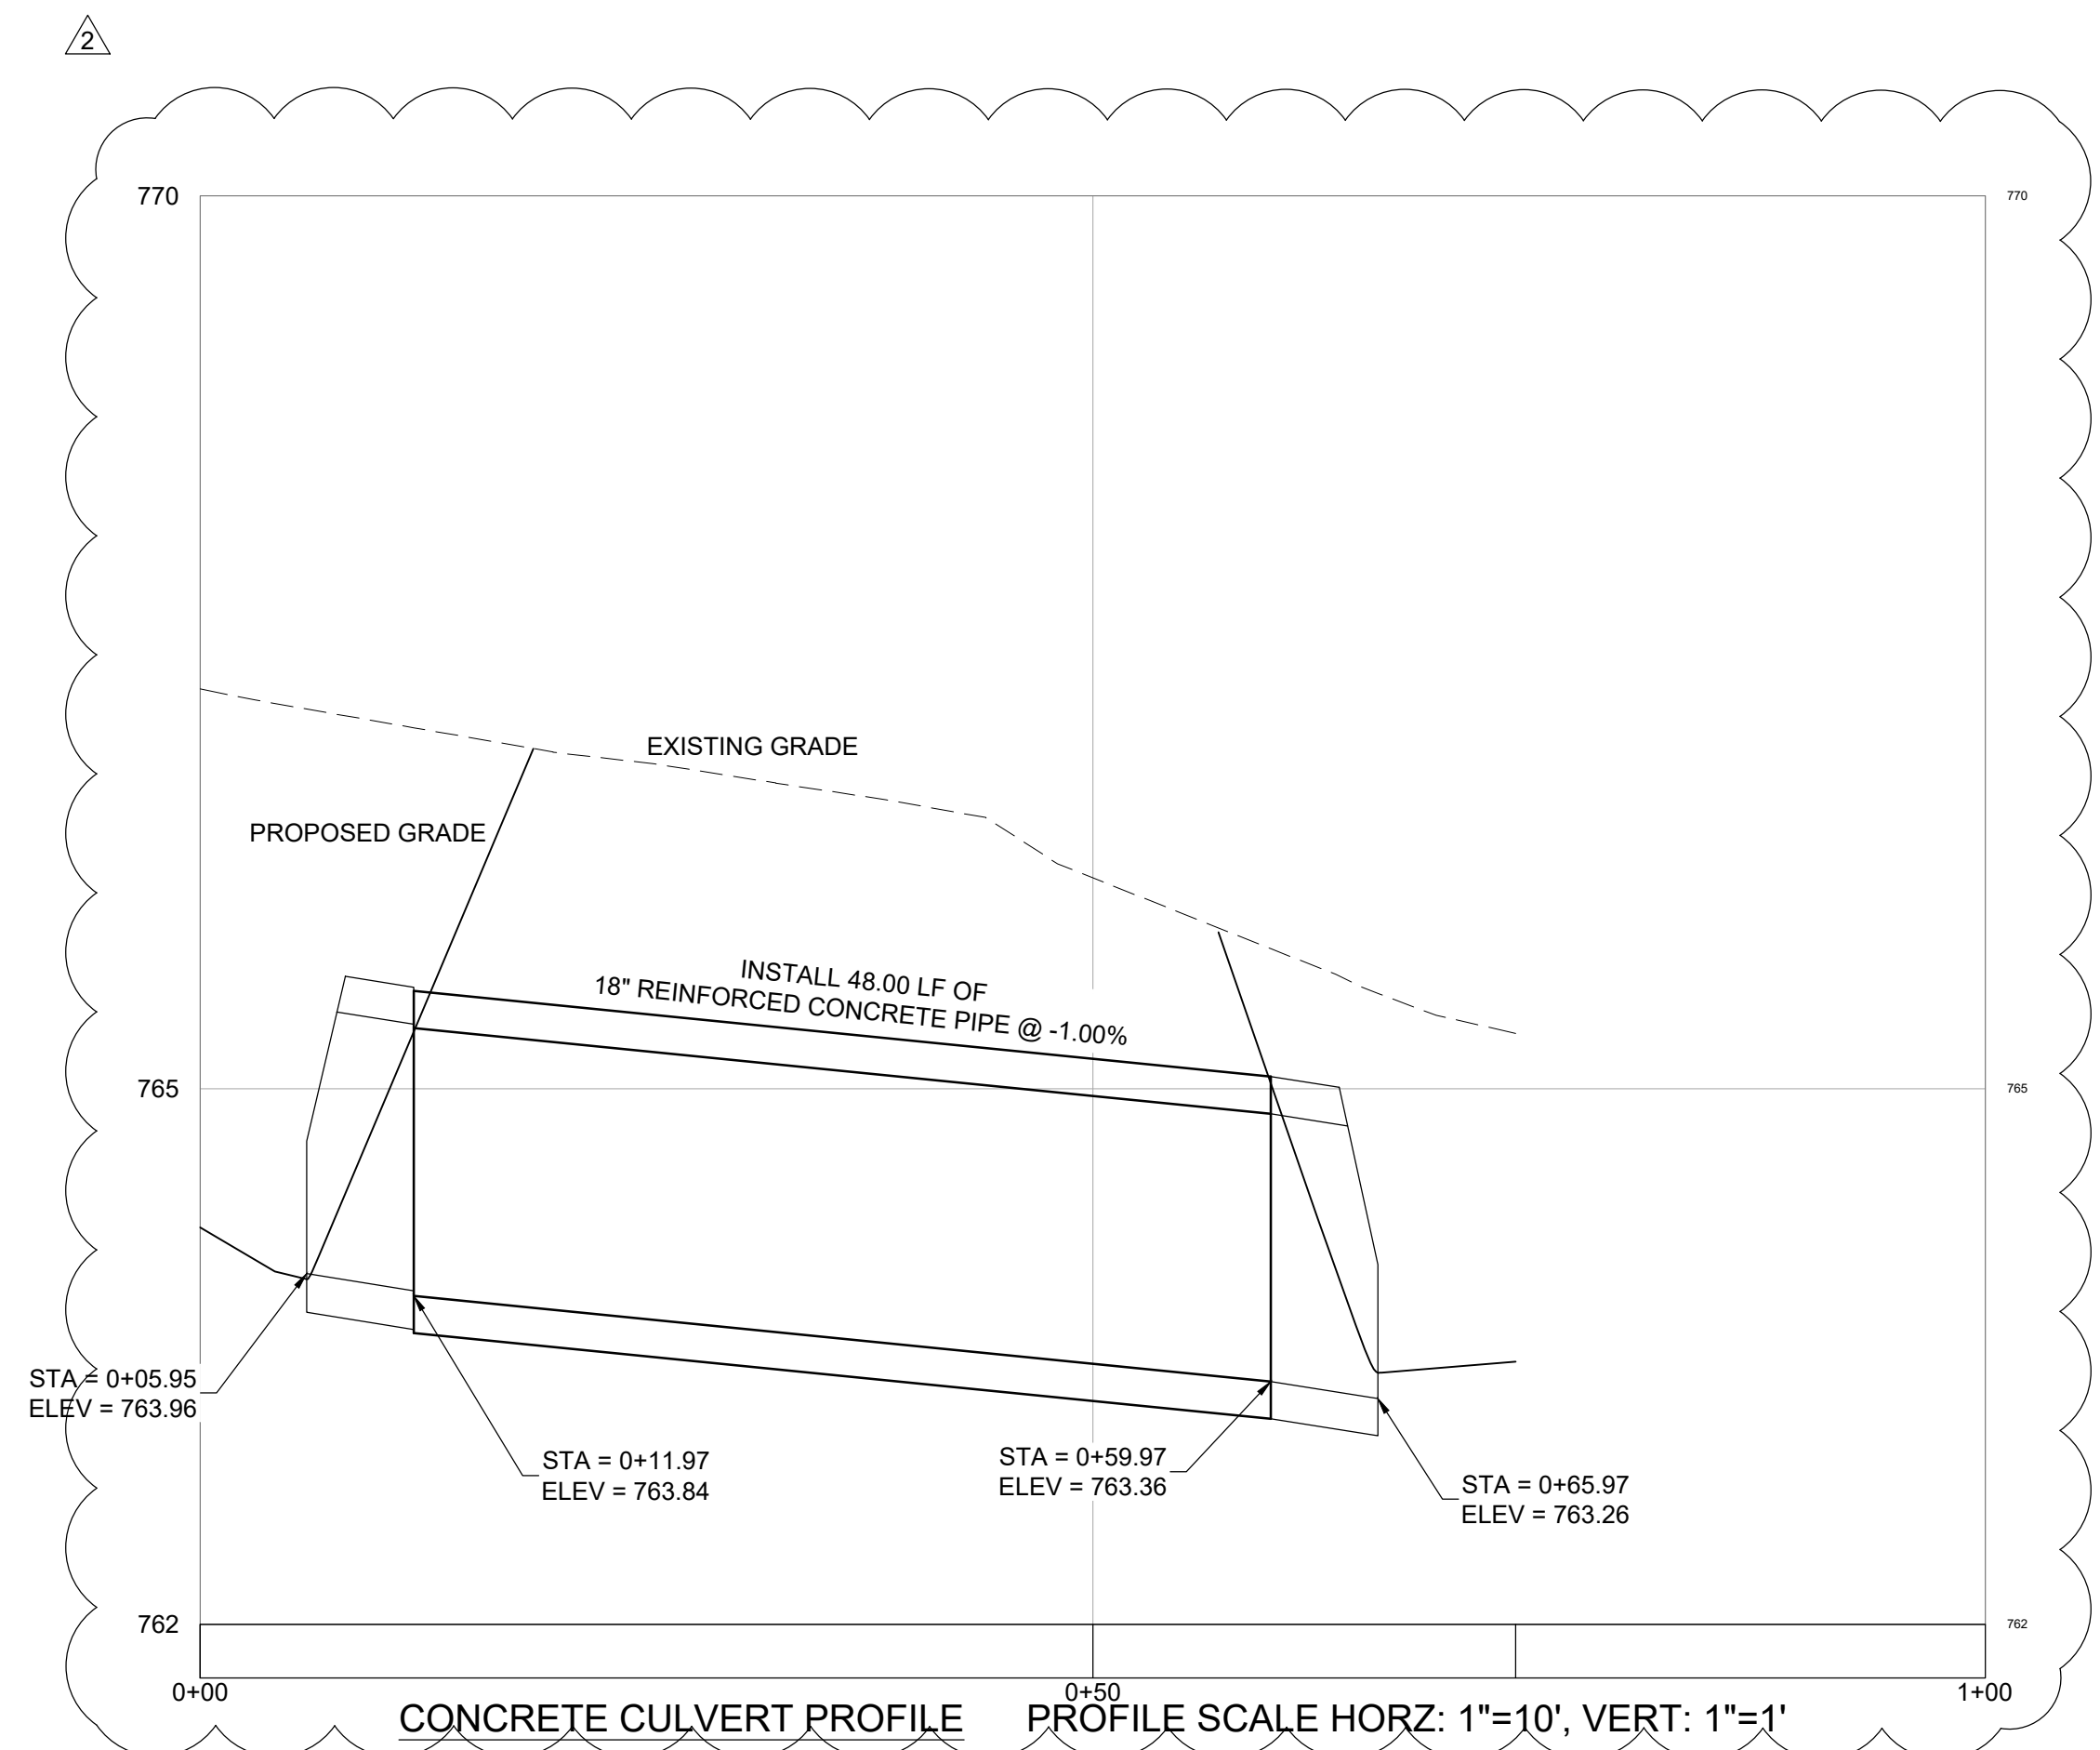 2
770
770
EXISTING GRADE
PROPOSED GRADE
INSTALL 48.00 LF OF
18" REINFORCED CONCRETE PIPE @ -1.00%
765
765
STA = 0+05.95
ELEV = 763.96
STA = 0+11.97
ELEV = 763.84
STA = 0+59.97
ELEV = 763.36
STA = 0+65.97
ELEV = 763.26
762
762
0+00
0+50
1+00
CONCRETE CULVERT PROFILE
PROFILE SCALE HORZ: 1"=10', VERT: 1"=1'